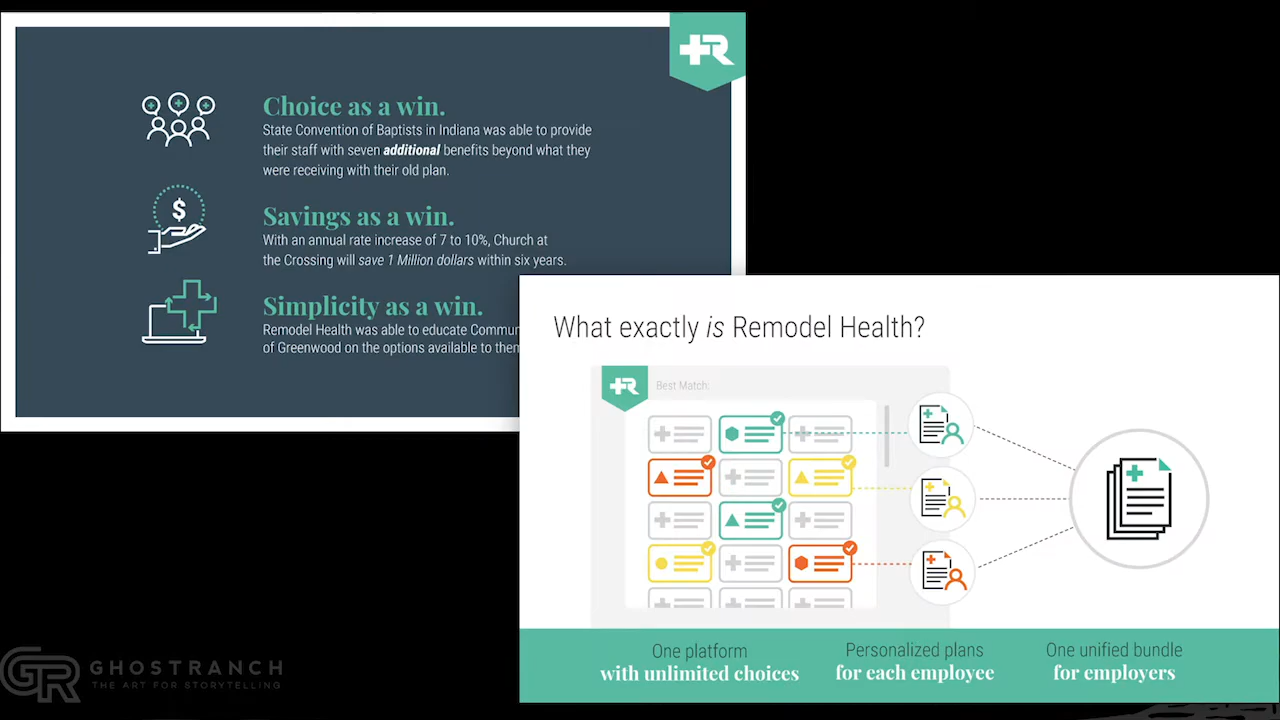 Choice as a win.
State Convention of Baptists in Indiana was able to provide
their staff with seven additional benefits beyond what they
were receiving with their old plan.
Savings as a win.
With an annual rate increase of 7 to 10%, Church at
the Crossing will save 1 Million dollars within six years.
Simplicity as a win.
Remodel Health was able to educate Commun
of Greenwood on the options available to them
What exactly is Remodel Health?
Best Match:
One platform
with unlimited choices
Personalized plans
for each employee
One unified bundle
for employers
GHOSTRANCH
THE ART FOR STORYTELLING